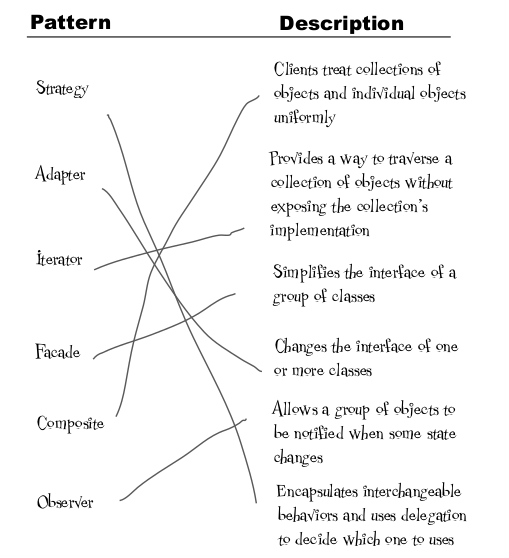 Pattern
Description
Strategy
Adapter
Iterator
Facade
Composite
Observer
Clients treat collections of
objects and individual objects
uniformly
Provides a way to traverse a
collection of objects without
exposing the collection's
implementation
Simplifies the interface of a
group of classes
Changes the interface of one
or more classes
Allows a group of objects to
be notified when some state
changes
Encapsulates interchangeable
behaviors and uses delegation
to decide which one to uses